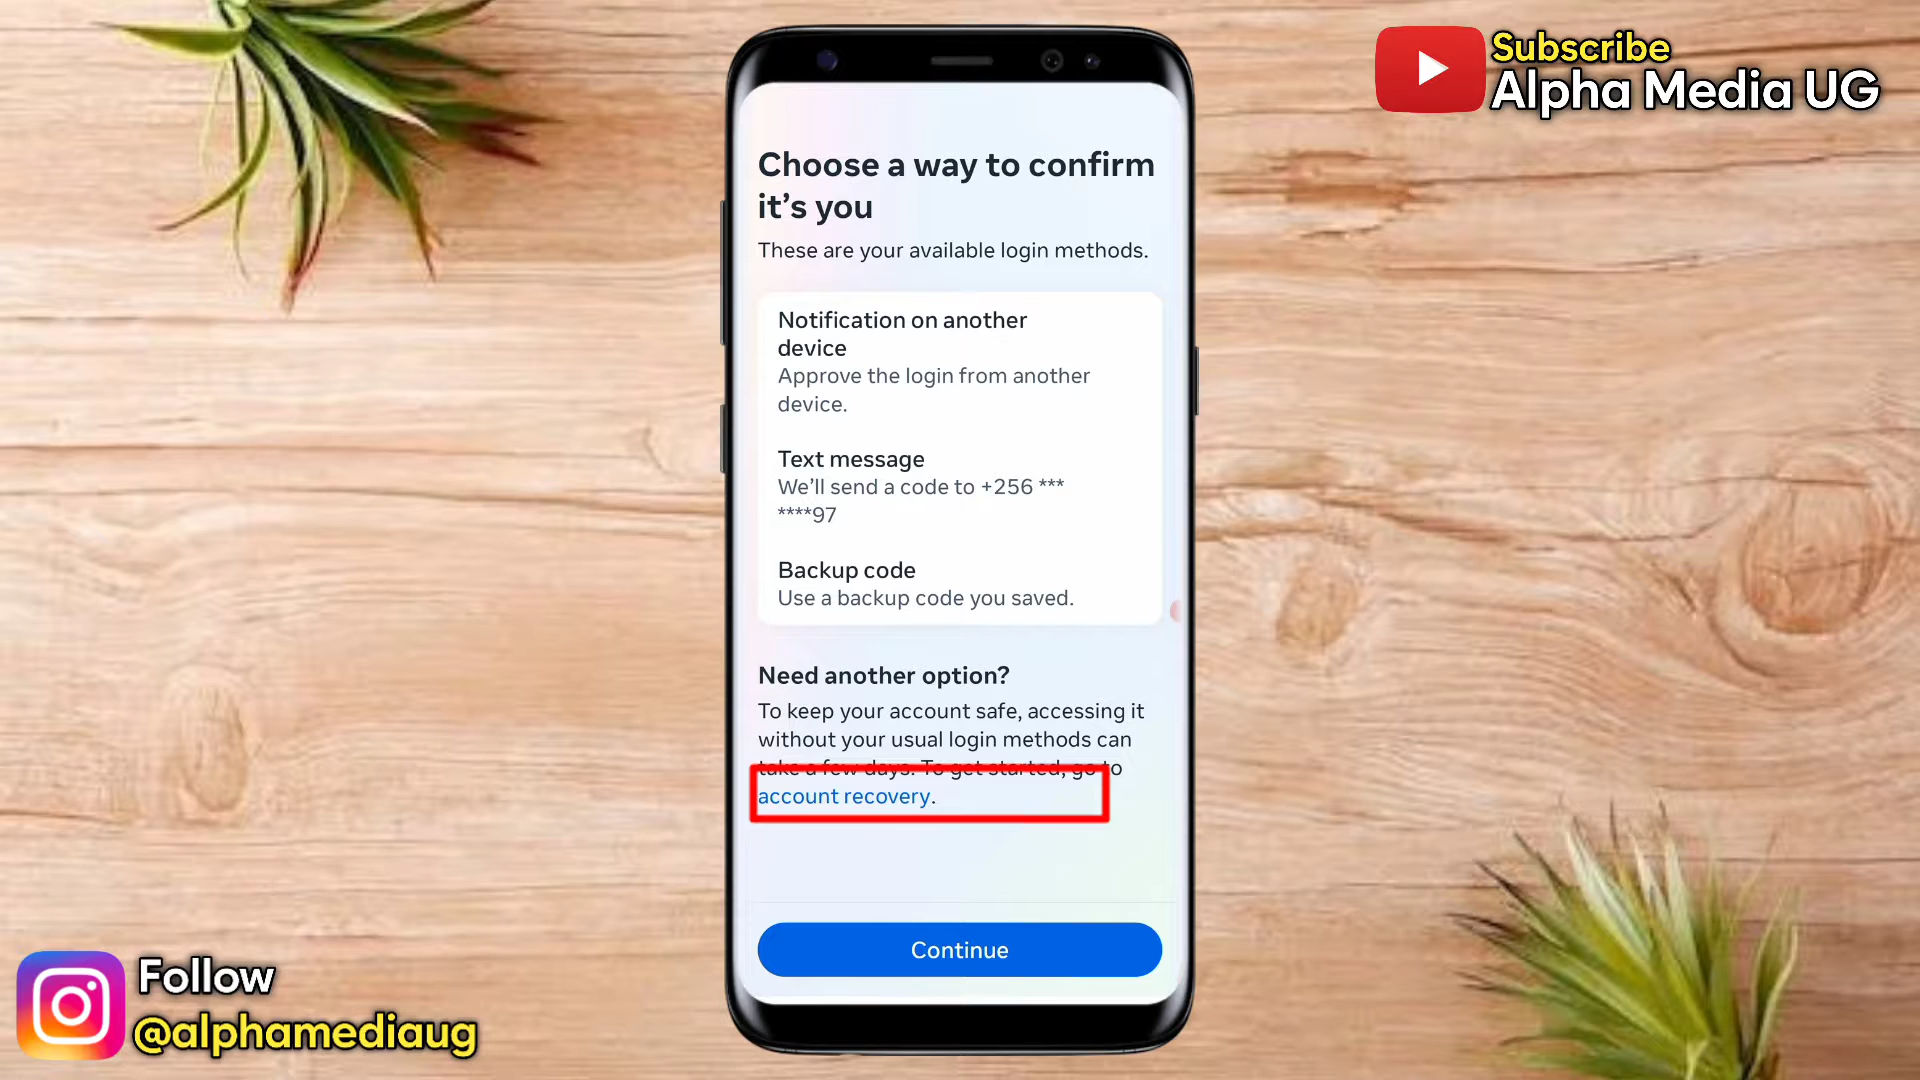 Subscribe
Alpha Media UG
Choose a way to confirm
it’s you
These are your available login methods.
Notification on another
device
Approve the login from another
device.
Text message
We’ll send a code to +256 ***
****97
Backup code
Use a backup code you saved.
Need another option?
To keep your account safe, accessing it
without your usual login methods can
take a few days. To get started, go to
account recovery.
Continue
Follow
@alphamediaug